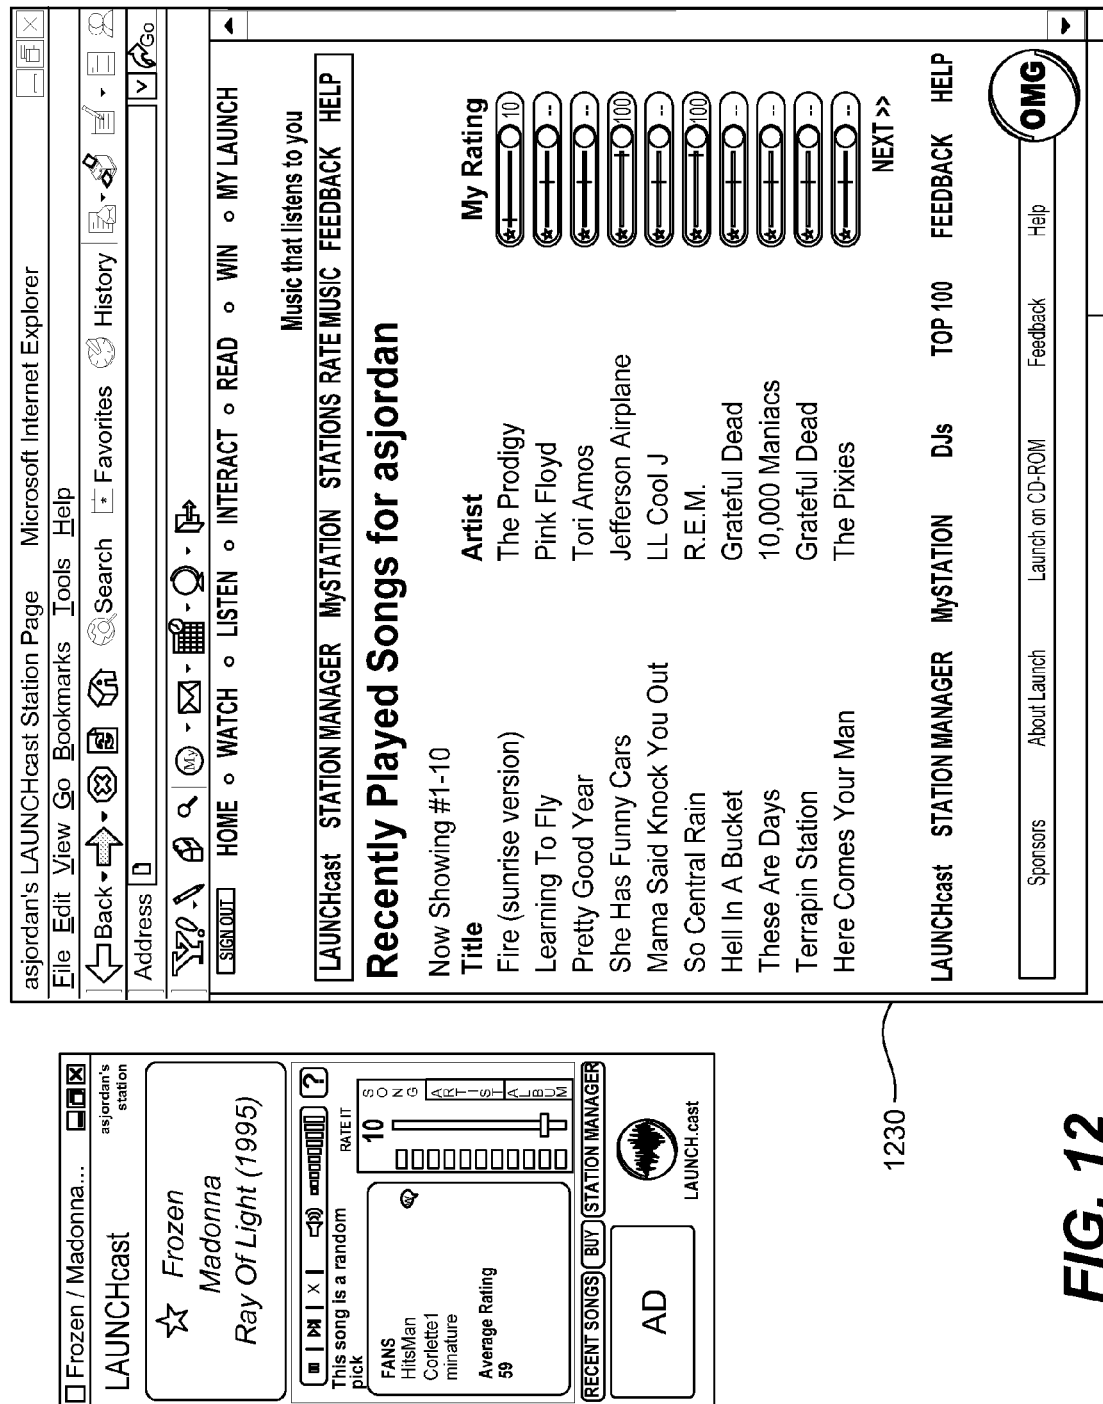 Frozen / Madonna...
LAUNCHcast
asjordan's
station
Frozen
Madonna
Ray Of Light (1995)
X
?
This song is a random
pick
RATE IT
10
SONG
ARTIST
ALBUM
FANS
HitsMan
Corlette1
minature
Average Rating
59
RECENT SONGS
BUY
STATION MANAGER
AD
LAUNCH.cast
asjordan's LAUNCHcast Station Page Microsoft Internet Explorer
File Edit View Go Bookmarks Tools Help
Back Search Favorites History
Address Go
Y! My
SIGN OUT HOME WATCH LISTEN INTERACT READ WIN MY LAUNCH
Music that listens to you
LAUNCHcast STATION MANAGER MySTATION STATIONS RATE MUSIC FEEDBACK HELP
Recently Played Songs for asjordan
Now Showing #1-10
Title Artist My Rating
Fire (sunrise version) The Prodigy 10
Learning To Fly Pink Floyd --
Pretty Good Year Tori Amos --
She Has Funny Cars Jefferson Airplane 100
Mama Said Knock You Out LL Cool J --
So Central Rain R.E.M. 100
Hell In A Bucket Grateful Dead --
These Are Days 10,000 Maniacs --
Terrapin Station Grateful Dead --
Here Comes Your Man The Pixies --
NEXT >>
LAUNCHcast STATION MANAGER MySTATION DJs TOP 100 FEEDBACK HELP
OMG
Sponsors About Launch Launch on CD-ROM Feedback Help
1230
FIG. 12